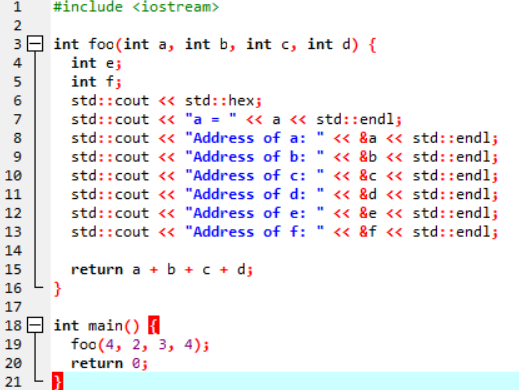 1 #include <iostream>
2
3 int foo(int a, int b, int c, int d) {
4 int e;
5 int f;
6 std::cout << std::hex;
7 std::cout << "a = " << a << std::endl;
8 std::cout << "Address of a: " << &a << std::endl;
9 std::cout << "Address of b: " << &b << std::endl;
10 std::cout << "Address of c: " << &c << std::endl;
11 std::cout << "Address of d: " << &d << std::endl;
12 std::cout << "Address of e: " << &e << std::endl;
13 std::cout << "Address of f: " << &f << std::endl;
14
15 return a + b + c + d;
16 }
17
18 int main() {
19 foo(4, 2, 3, 4);
20 return 0;
21 }